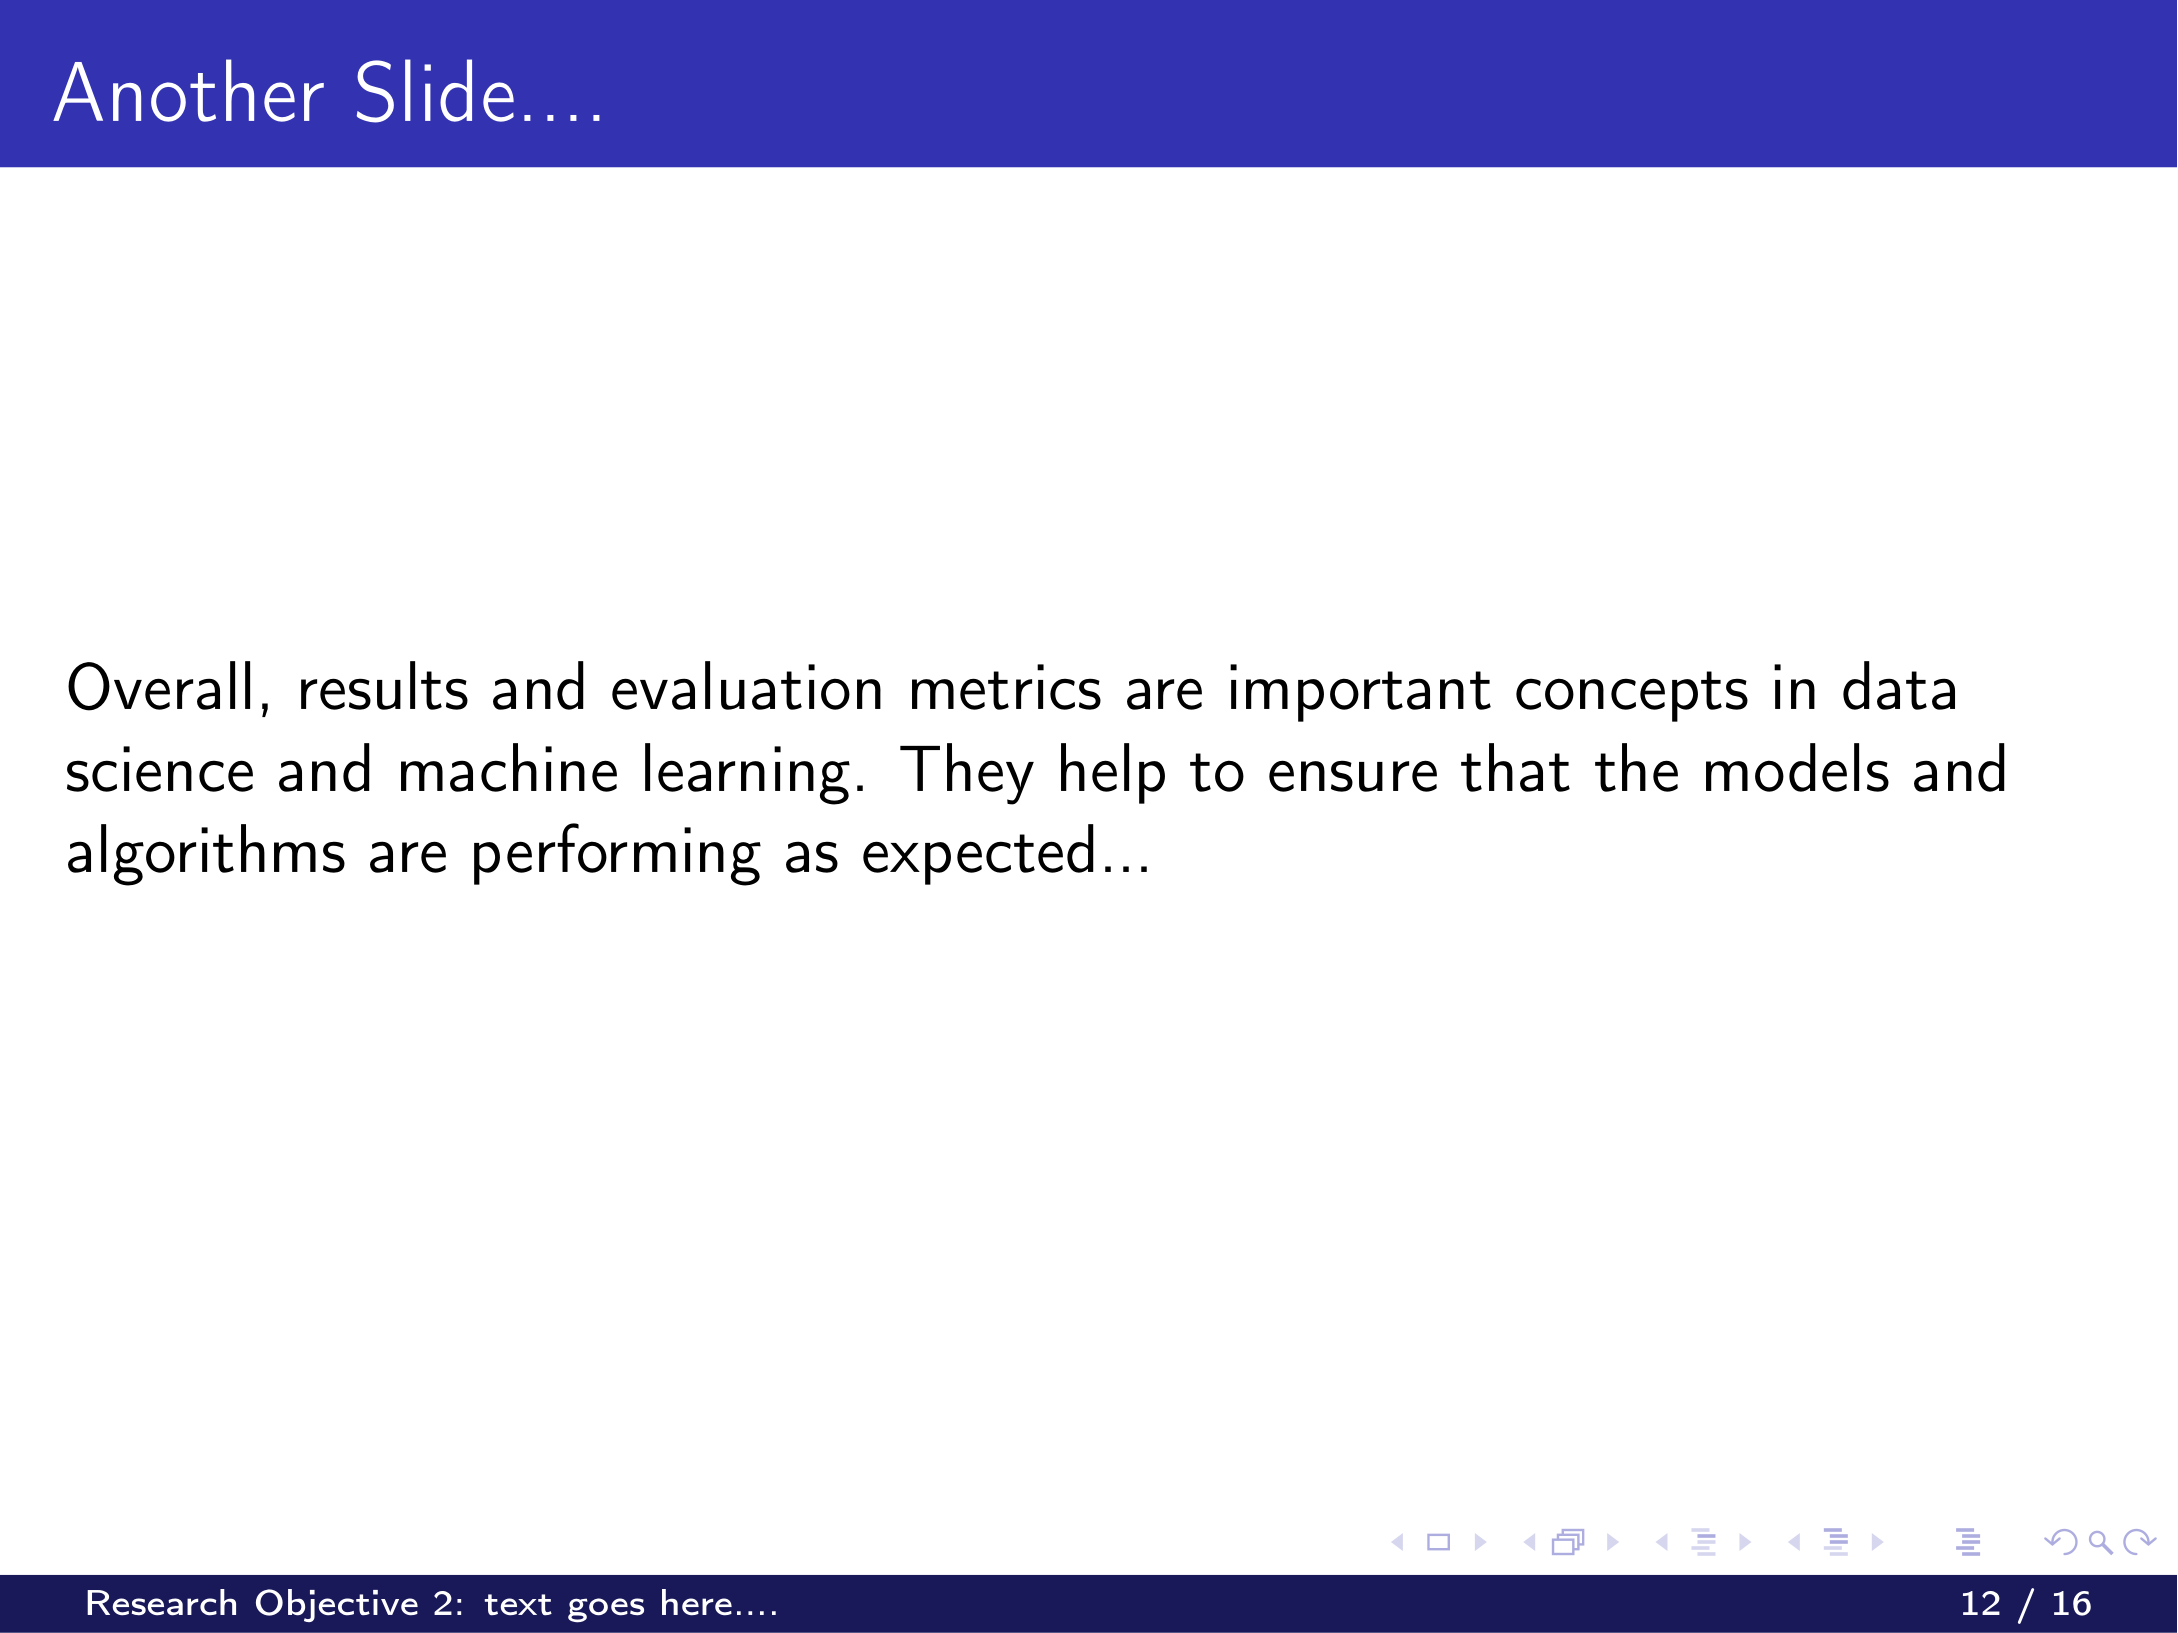 Another Slide....
Overall, results and evaluation metrics are important concepts in data
science and machine learning. They help to ensure that the models and
algorithms are performing as expected...
Research Objective 2: text goes here....
12 / 16